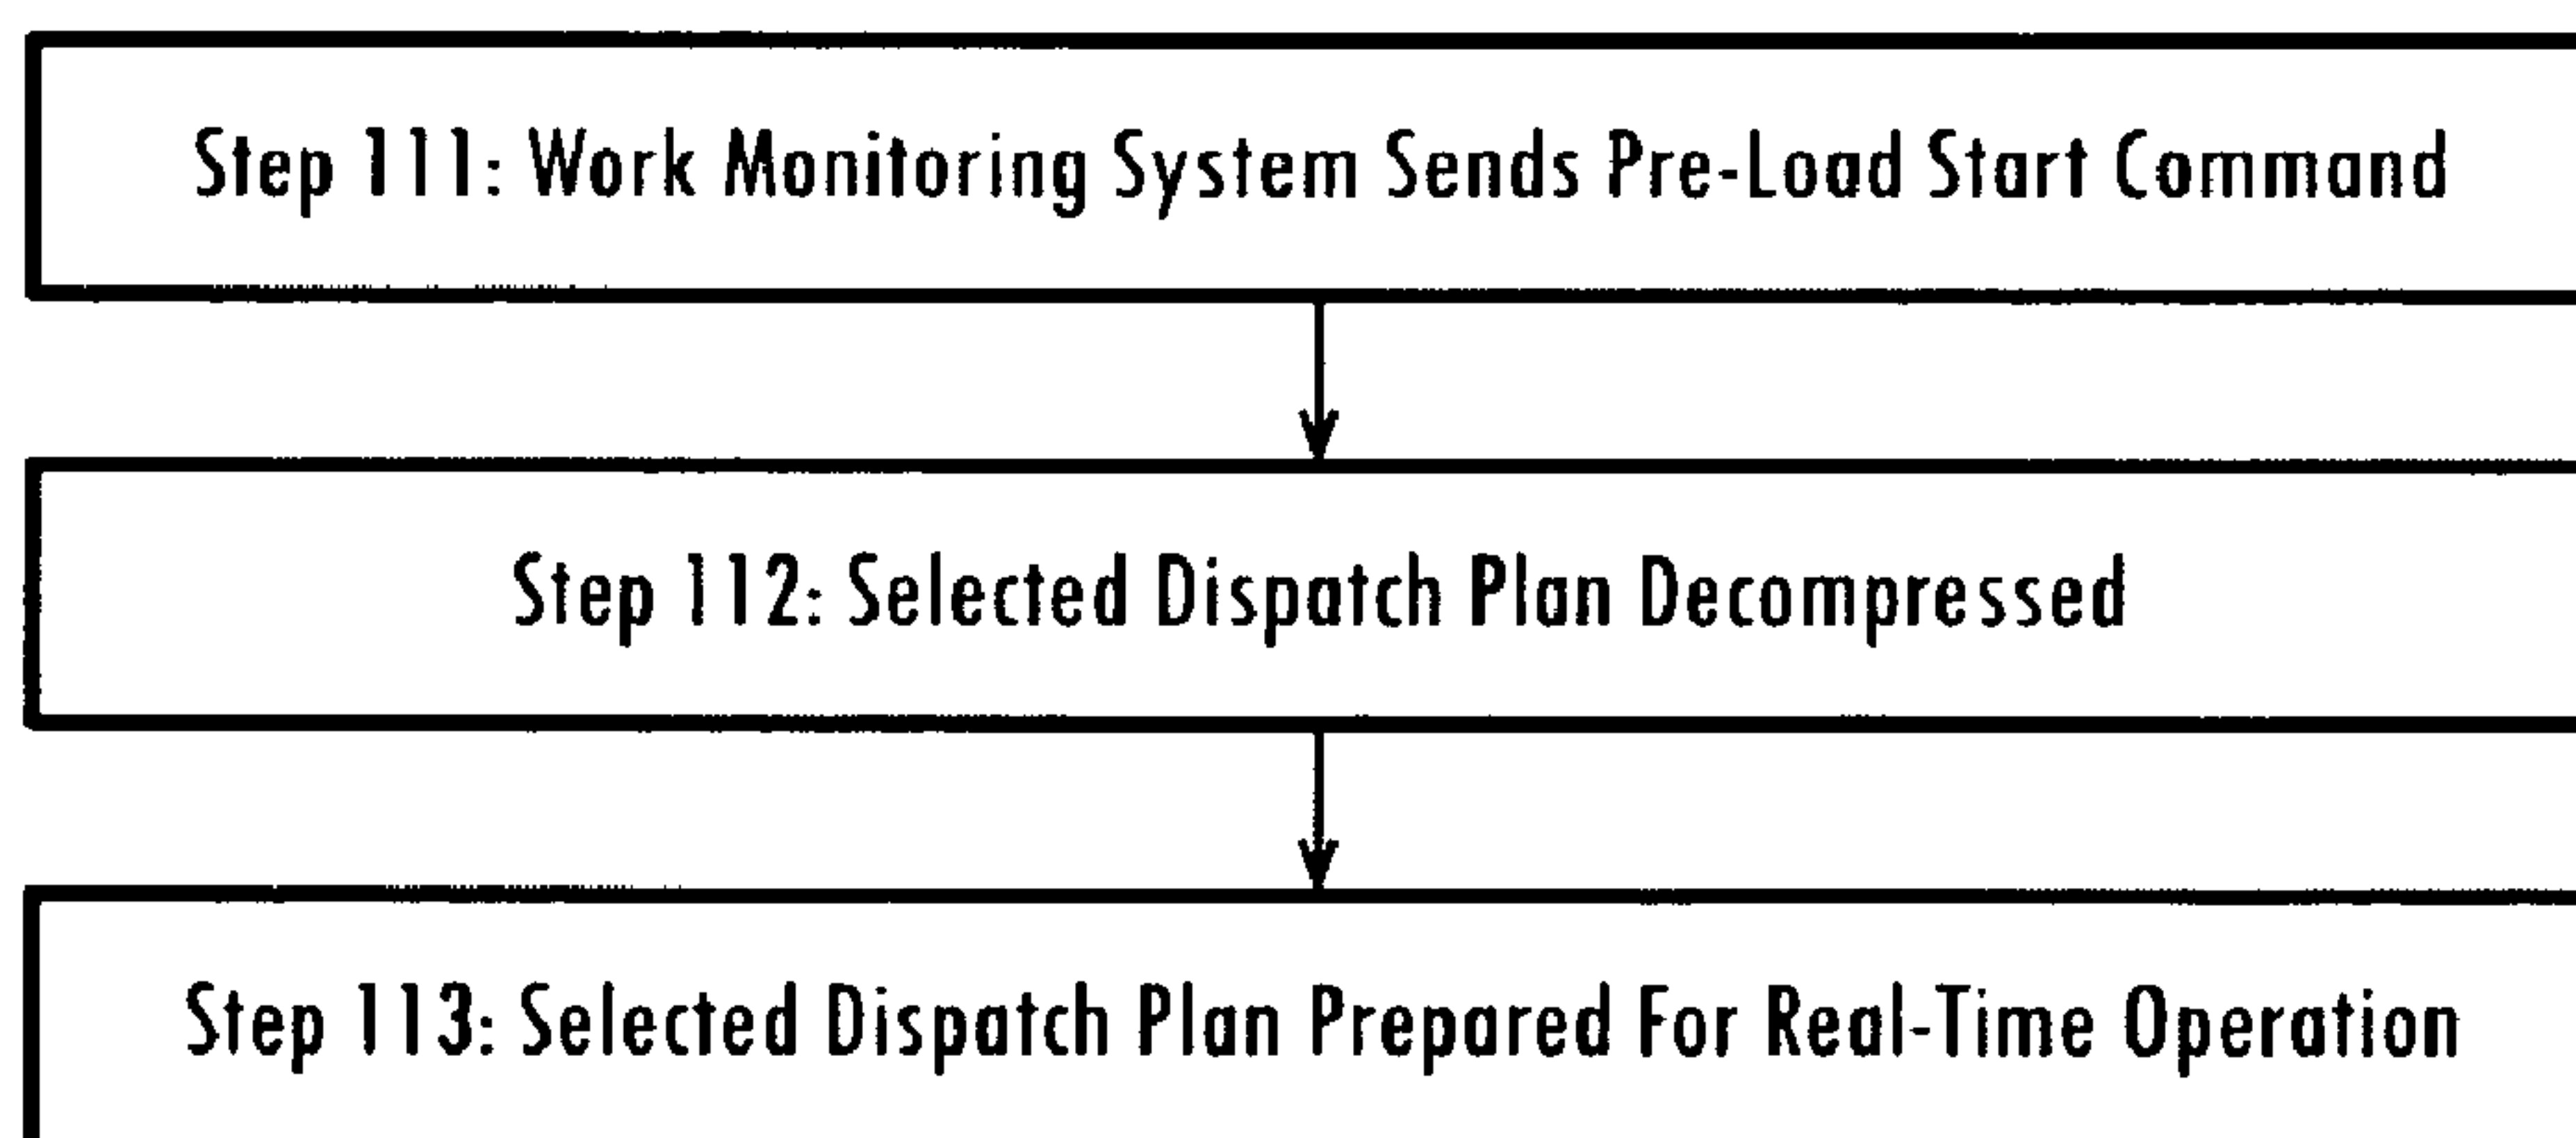 Step 111: Work Monitoring System Sends Pre-Load Start Command
Step 112: Selected Dispatch Plan Decompressed
Step 113: Selected Dispatch Plan Prepared For Real-Time Operation